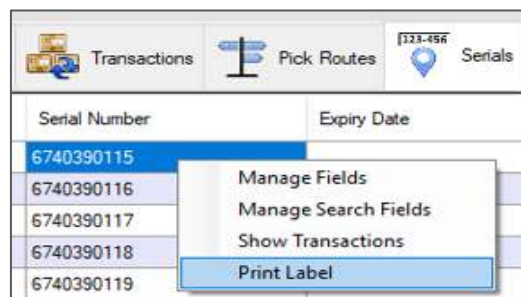 Transactions Pick Routes 123-456 Serials
Serial Number Expiry Date
6740390115
Manage Fields
6740390116
Manage Search Fields
6740390117
Show Transactions
6740390118
Print Label
6740390119